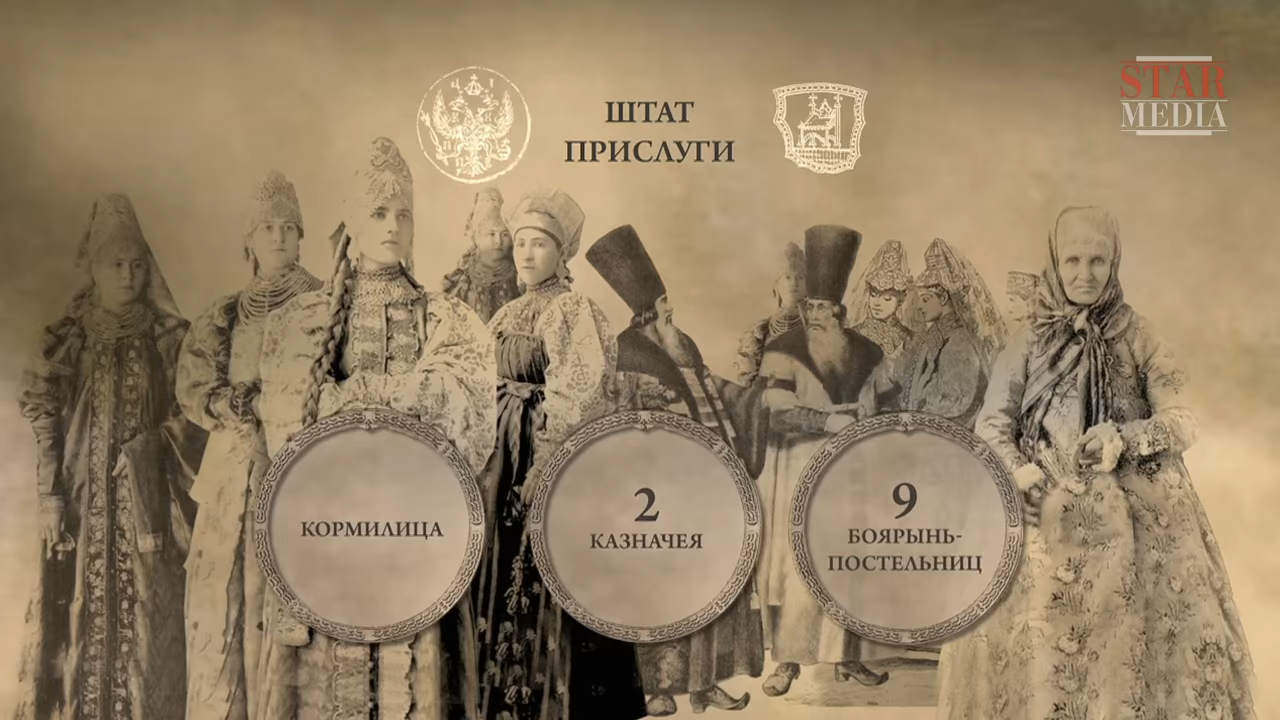 ШТАТ
ПРИСЛУГИ
STAR
MEDIA
КОРМИЛИЦА
2
КАЗНАЧЕЯ
9
БОЯРЫНЬ-
ПОСТЕЛЬНИЦ